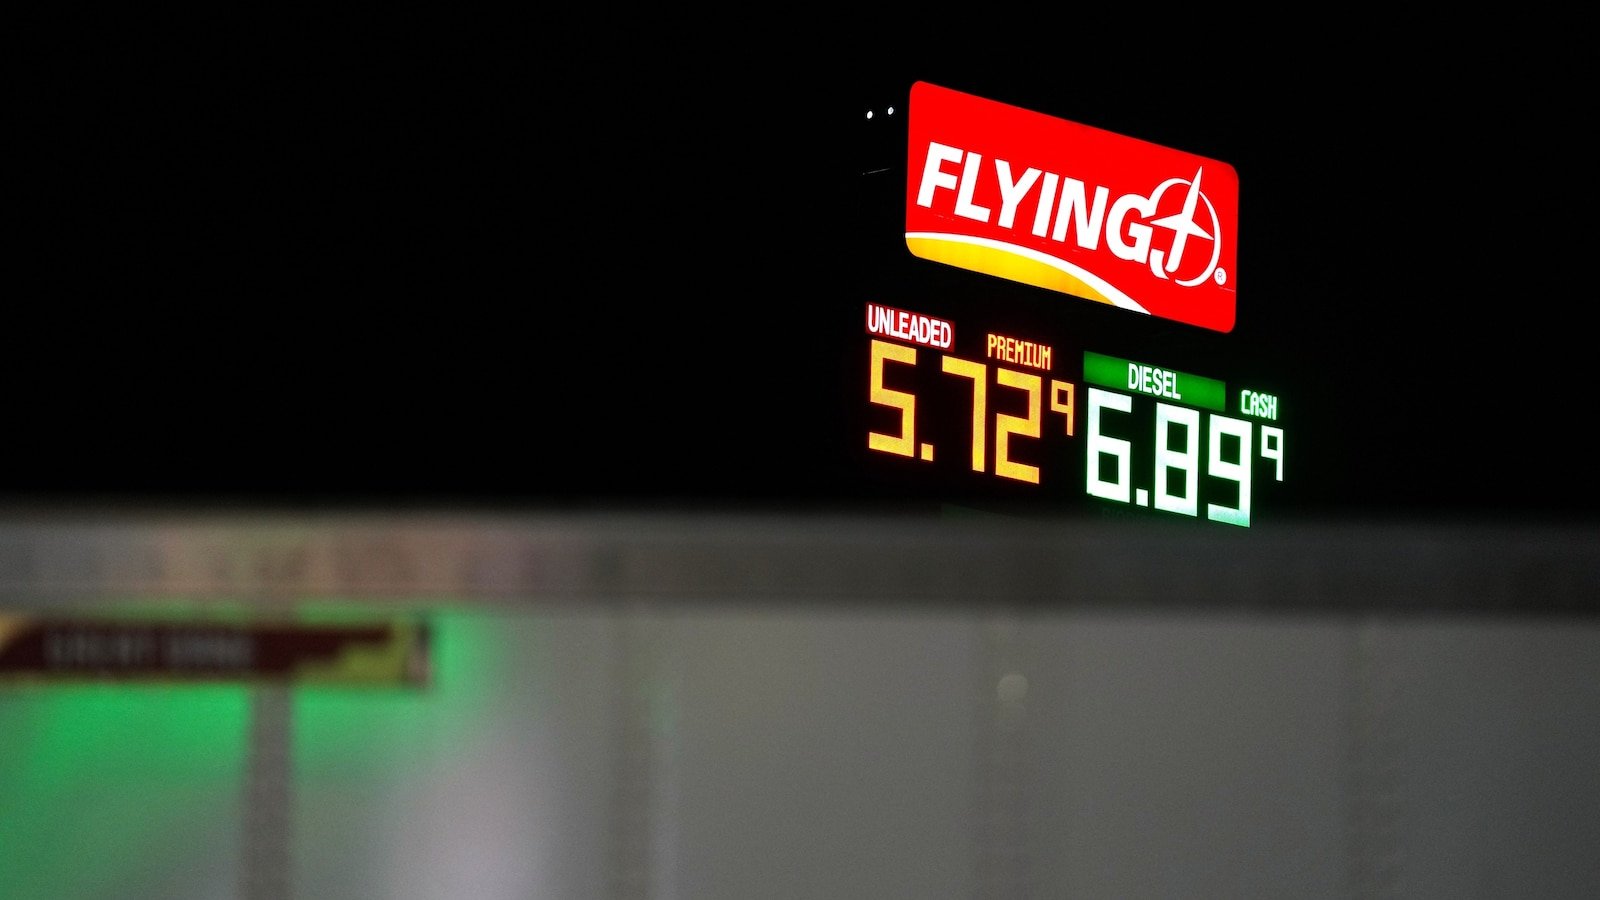 FLYING J ®
UNLEADED PREMIUM
5.72 9
DIESEL CASH
6.89 9